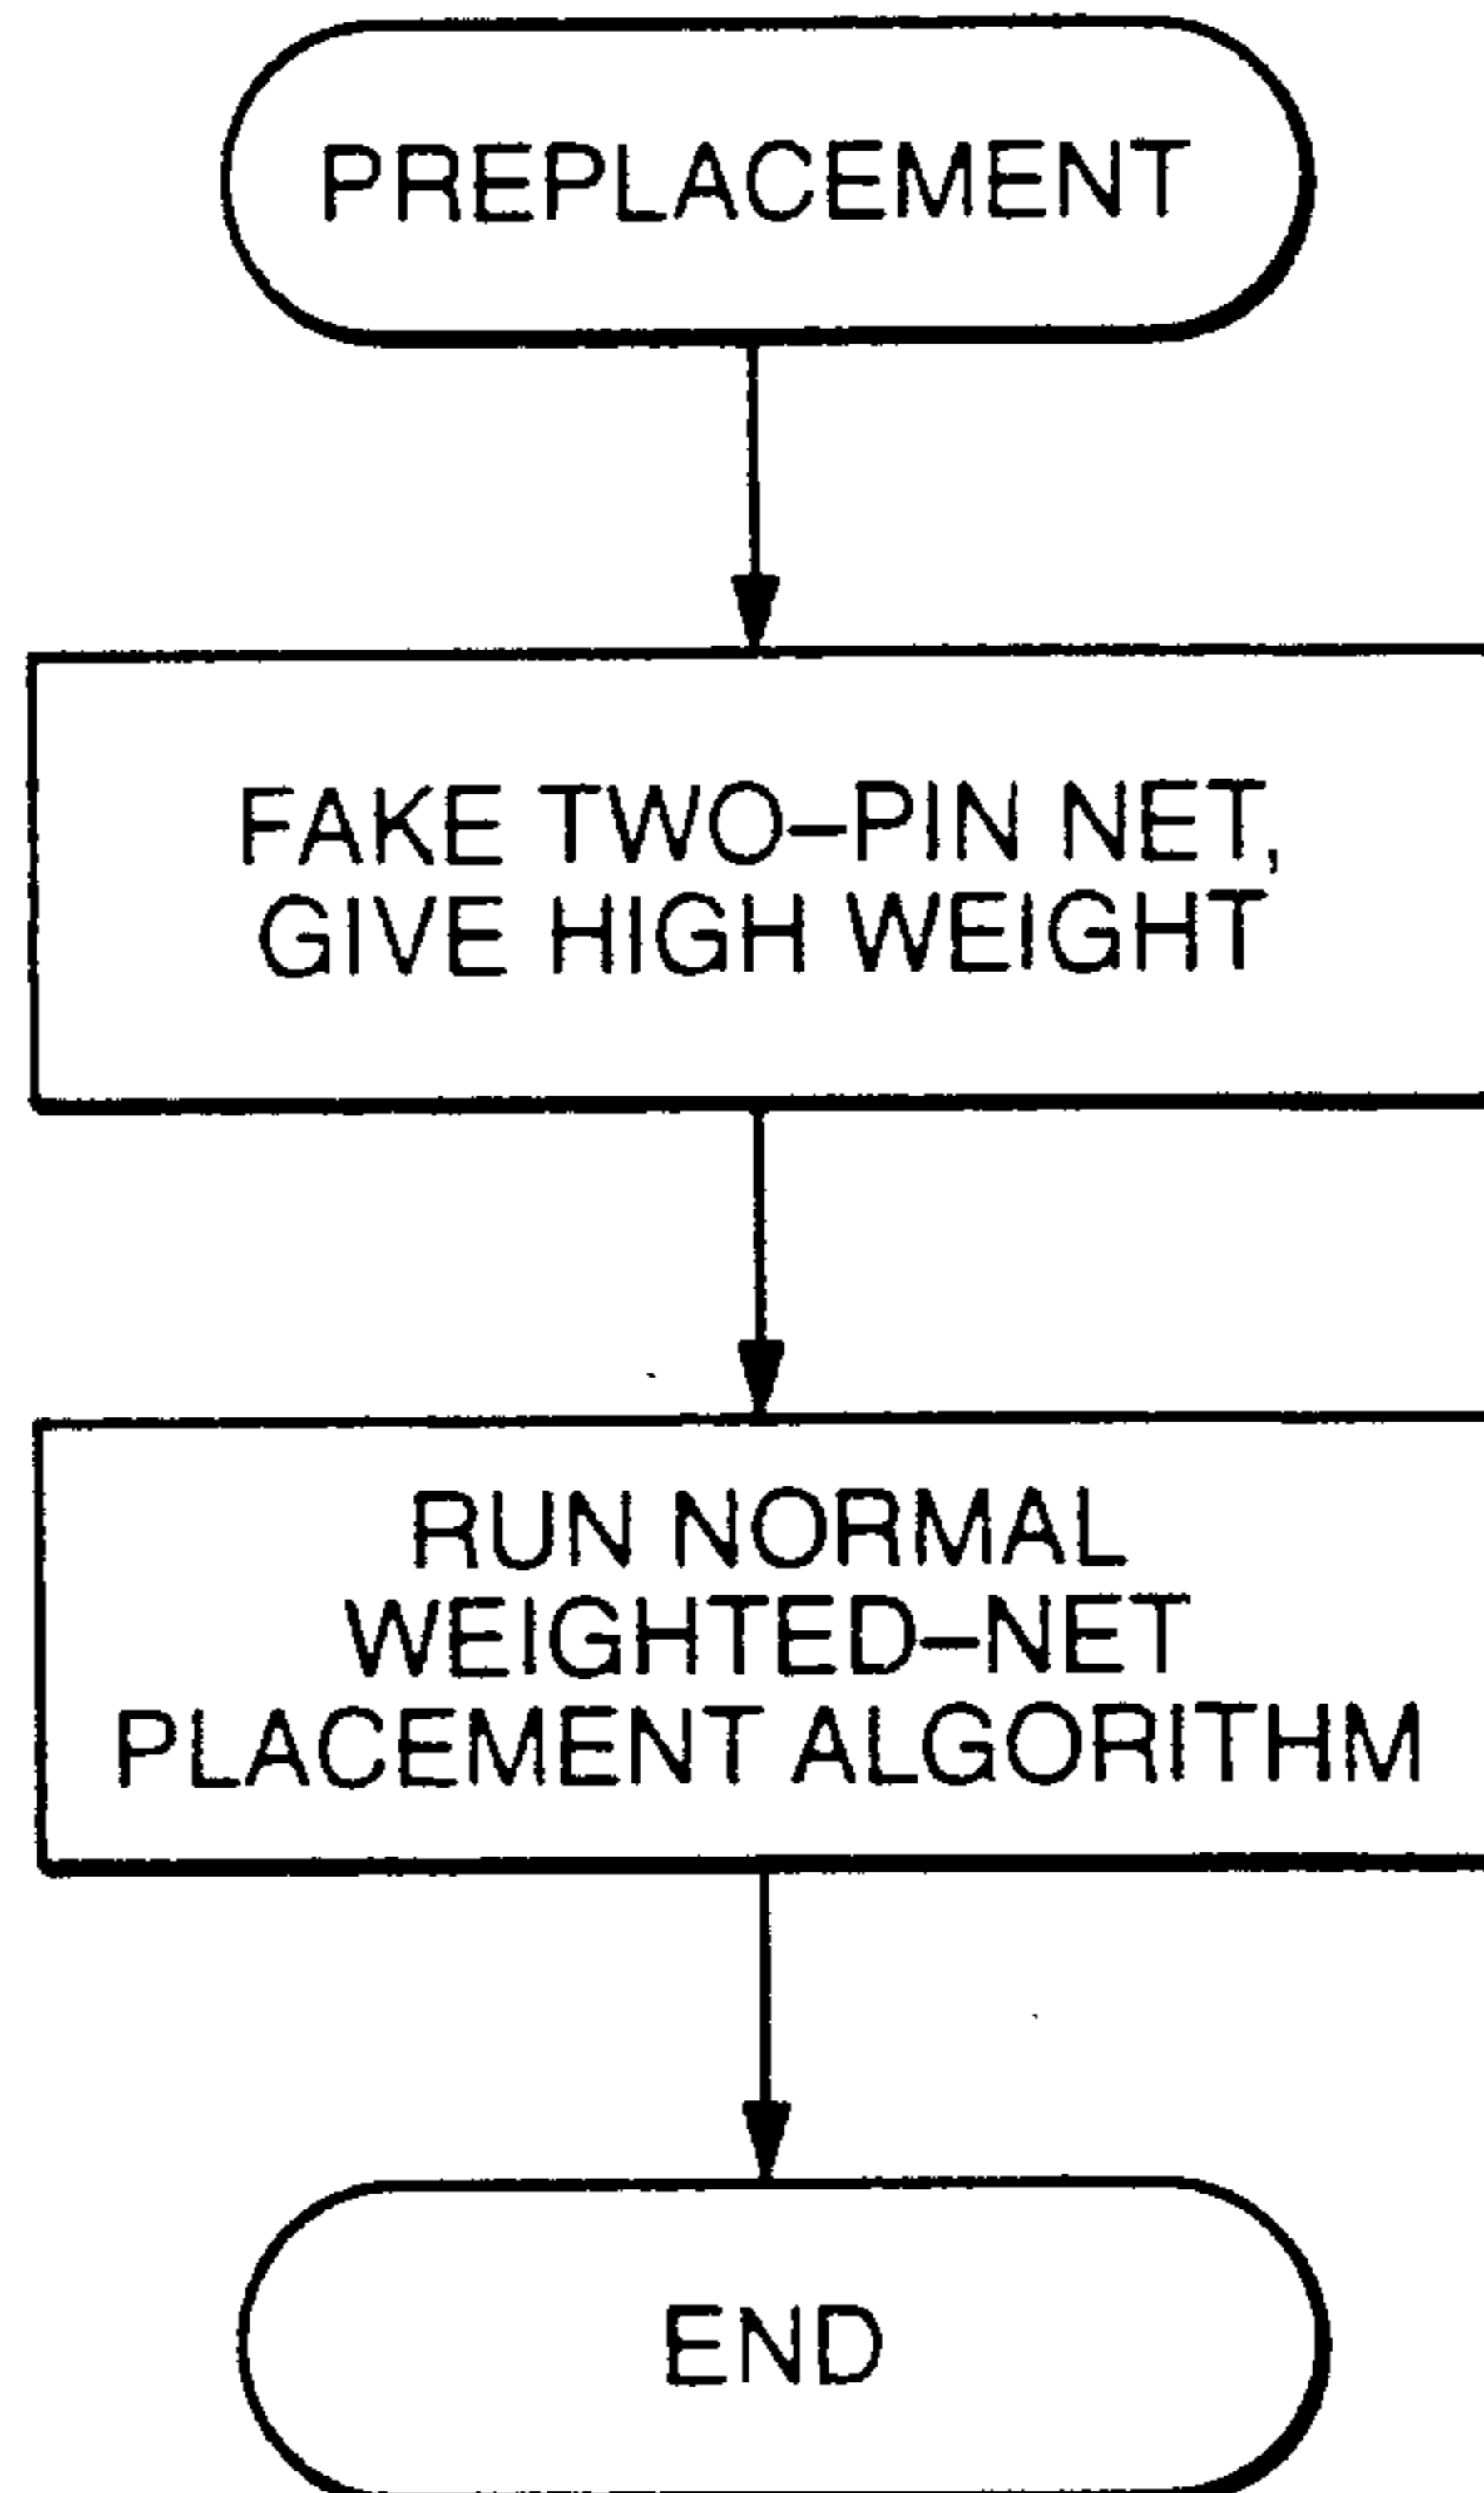 PREPLACEMENT
FAKE TWO-PIN NET,
GIVE HIGH WEIGHT
RUN NORMAL
WEIGHTED-NET
PLACEMENT ALGORITHM
END